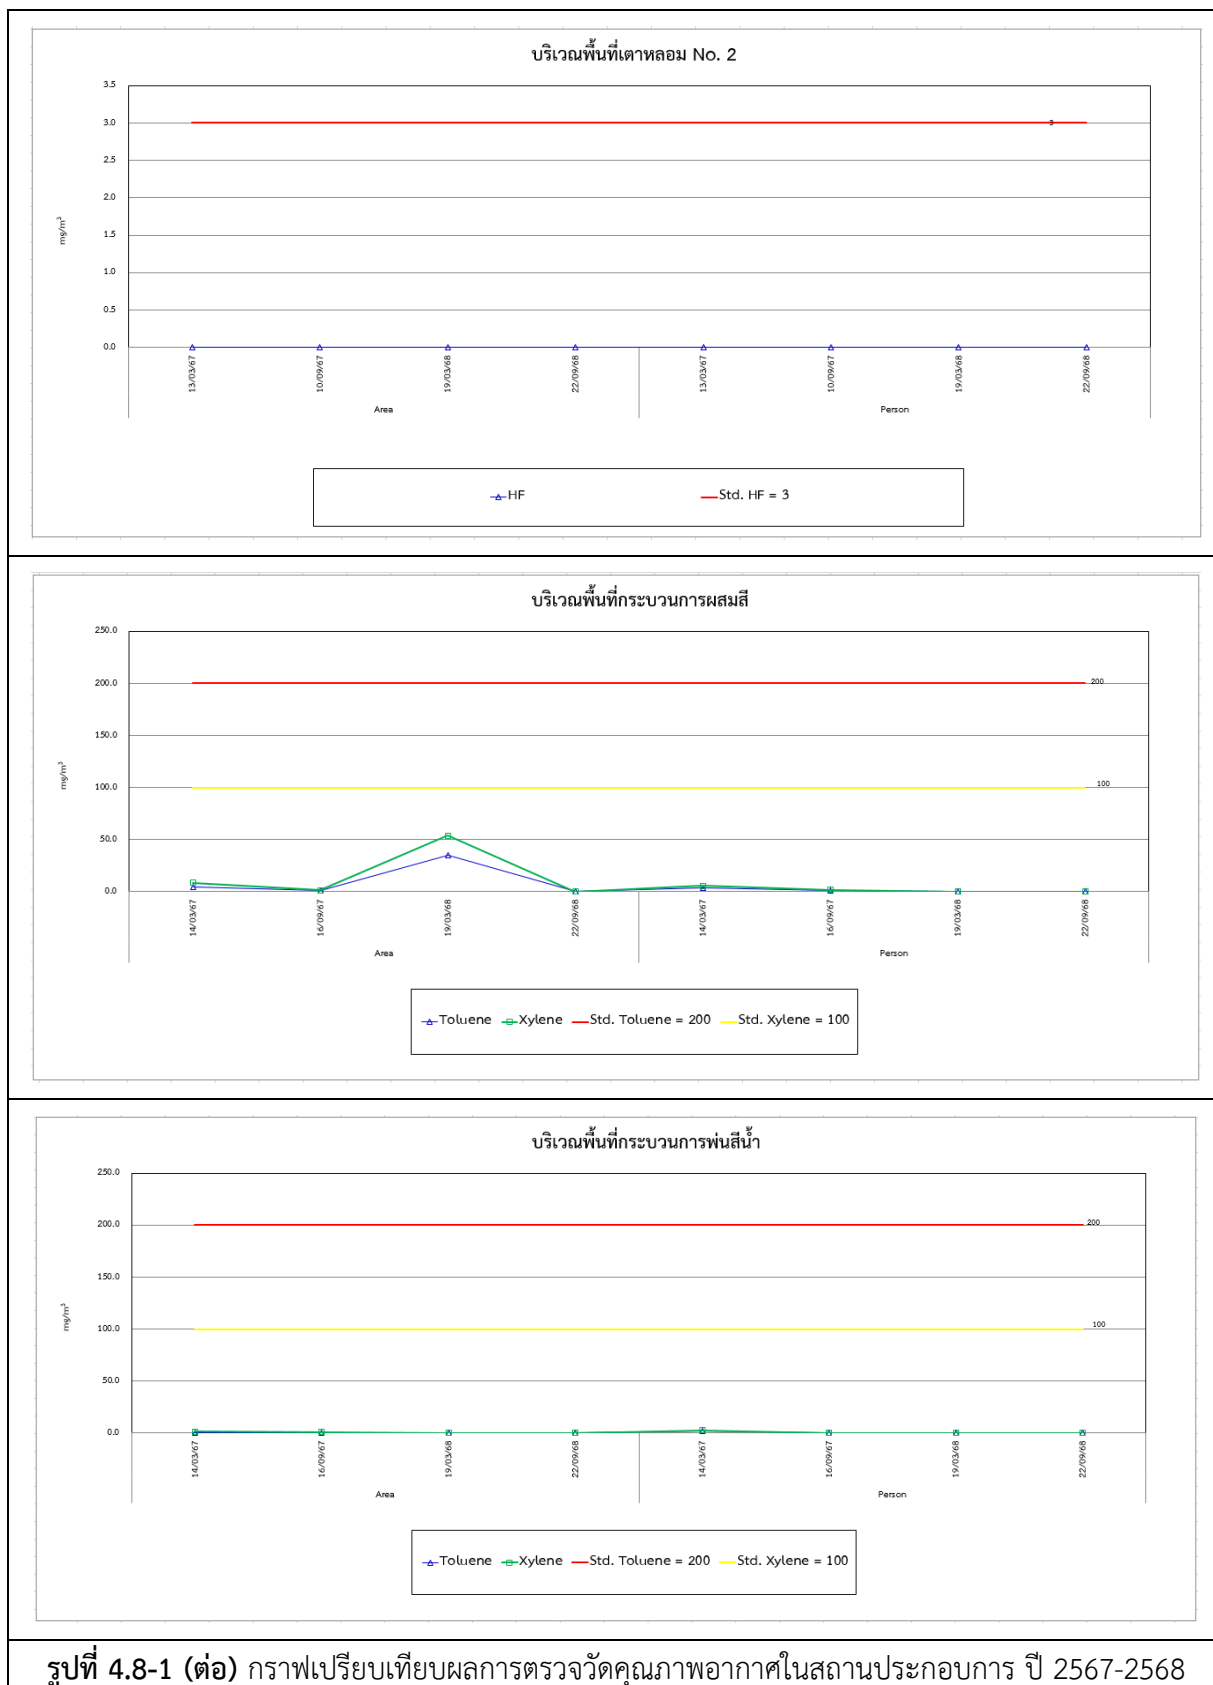 บริเวณพื้นที่เตาหลอม No. 2
3.5
3.0
2.5
2.0
1.5
1.0
0.5
0.0
mg/m³
3
13/03/67 10/09/67 19/03/68 22/09/68 13/03/67 10/09/67 19/03/68 22/09/68
Area Person
HF Std. HF = 3
บริเวณพื้นที่กระบวนการผสมสี
250.0
200.0
150.0
100.0
50.0
0.0
mg/m³
200
100
14/03/67 16/09/67 19/03/68 22/09/68 14/03/67 16/09/67 19/03/68 22/09/68
Area Person
Toluene Xylene Std. Toluene = 200 Std. Xylene = 100
บริเวณพื้นที่กระบวนการพ่นสีน้ำ
250.0
200.0
150.0
100.0
50.0
0.0
mg/m³
200
100
14/03/67 16/09/67 19/03/68 22/09/68 14/03/67 16/09/67 19/03/68 22/09/68
Area Person
Toluene Xylene Std. Toluene = 200 Std. Xylene = 100
รูปที่ 4.8-1 (ต่อ) กราฟเปรียบเทียบผลการตรวจวัดคุณภาพอากาศในสถานประกอบการ ปี 2567-2568